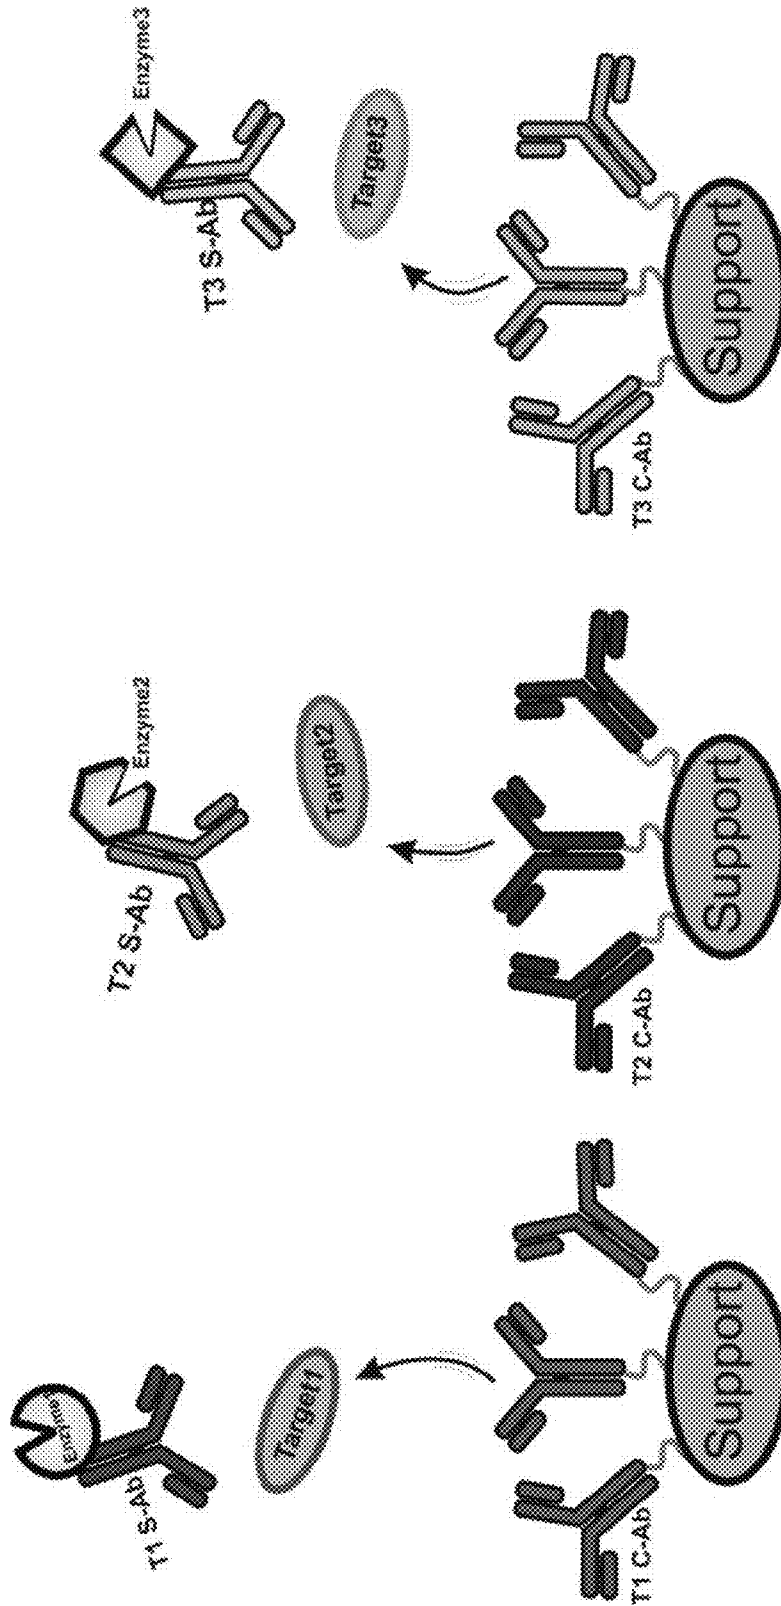 Enzyme
T1 S-Ab
Target1
T1 C-Ab
Support
Enzyme2
T2 S-Ab
Target2
T2 C-Ab
Support
Enzyme3
T3 S-Ab
Target3
T3 C-Ab
Support